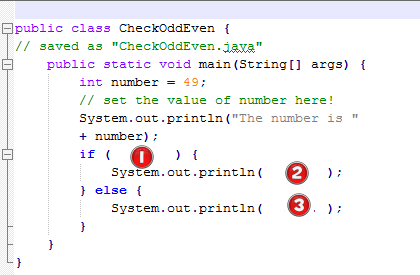 public class CheckOddEven {
// saved as "CheckOddEven.java"
public static void main(String[] args) {
int number = 49;
// set the value of number here!
System.out.println("The number is "
+ number);
if ( 1 ) {
System.out.println( 2 );
} else {
System.out.println( 3 . );
}
}
}